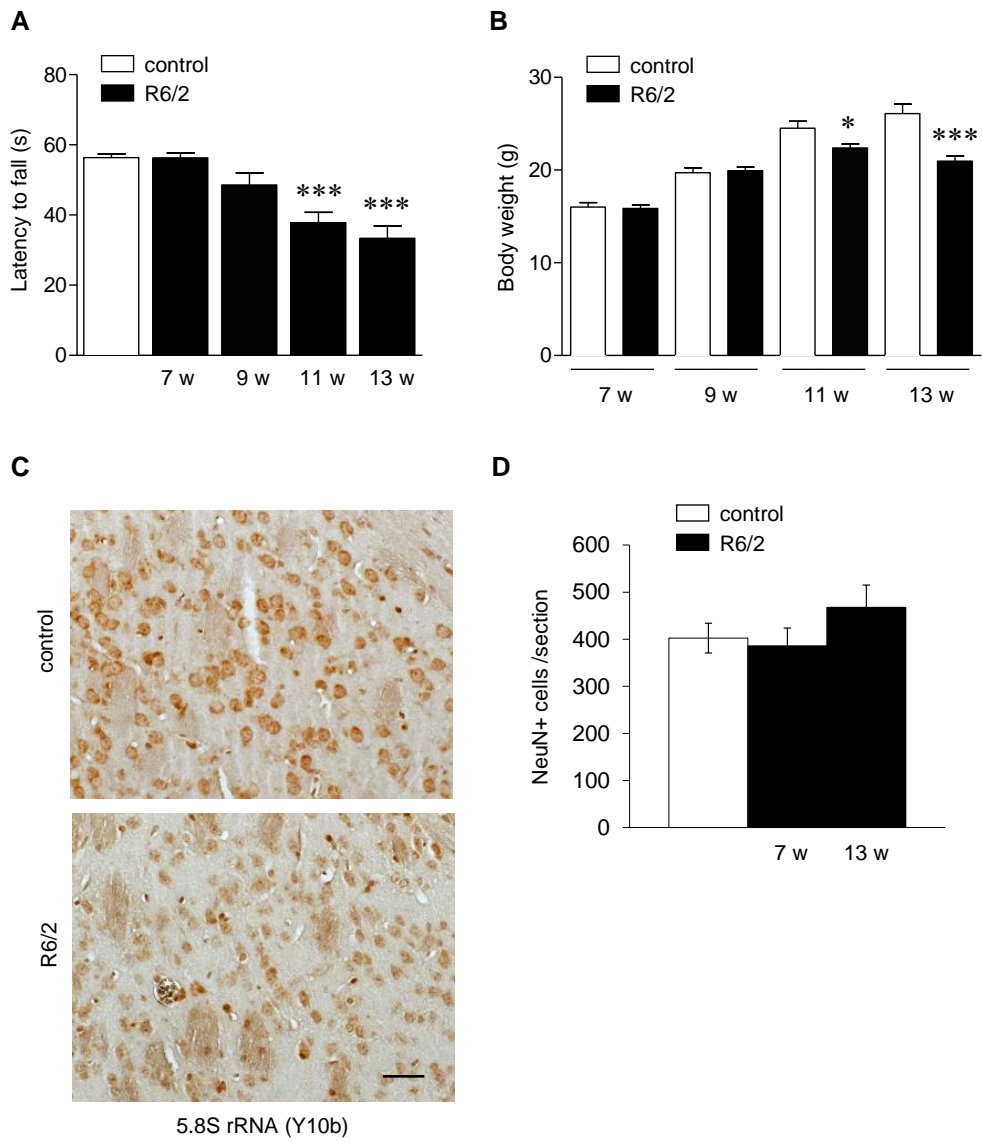 A
control
R6/2
Latency to fall (s)
80
60
40
20
0
***
***
7 w
9 w
11 w
13 w
B
control
R6/2
Body weight (g)
30
20
10
0
*
***
7 w
9 w
11 w
13 w
C
control
R6/2
5.8S rRNA (Y10b)
D
control
R6/2
NeuN+ cells /section
600
500
400
300
200
100
0
7 w
13 w